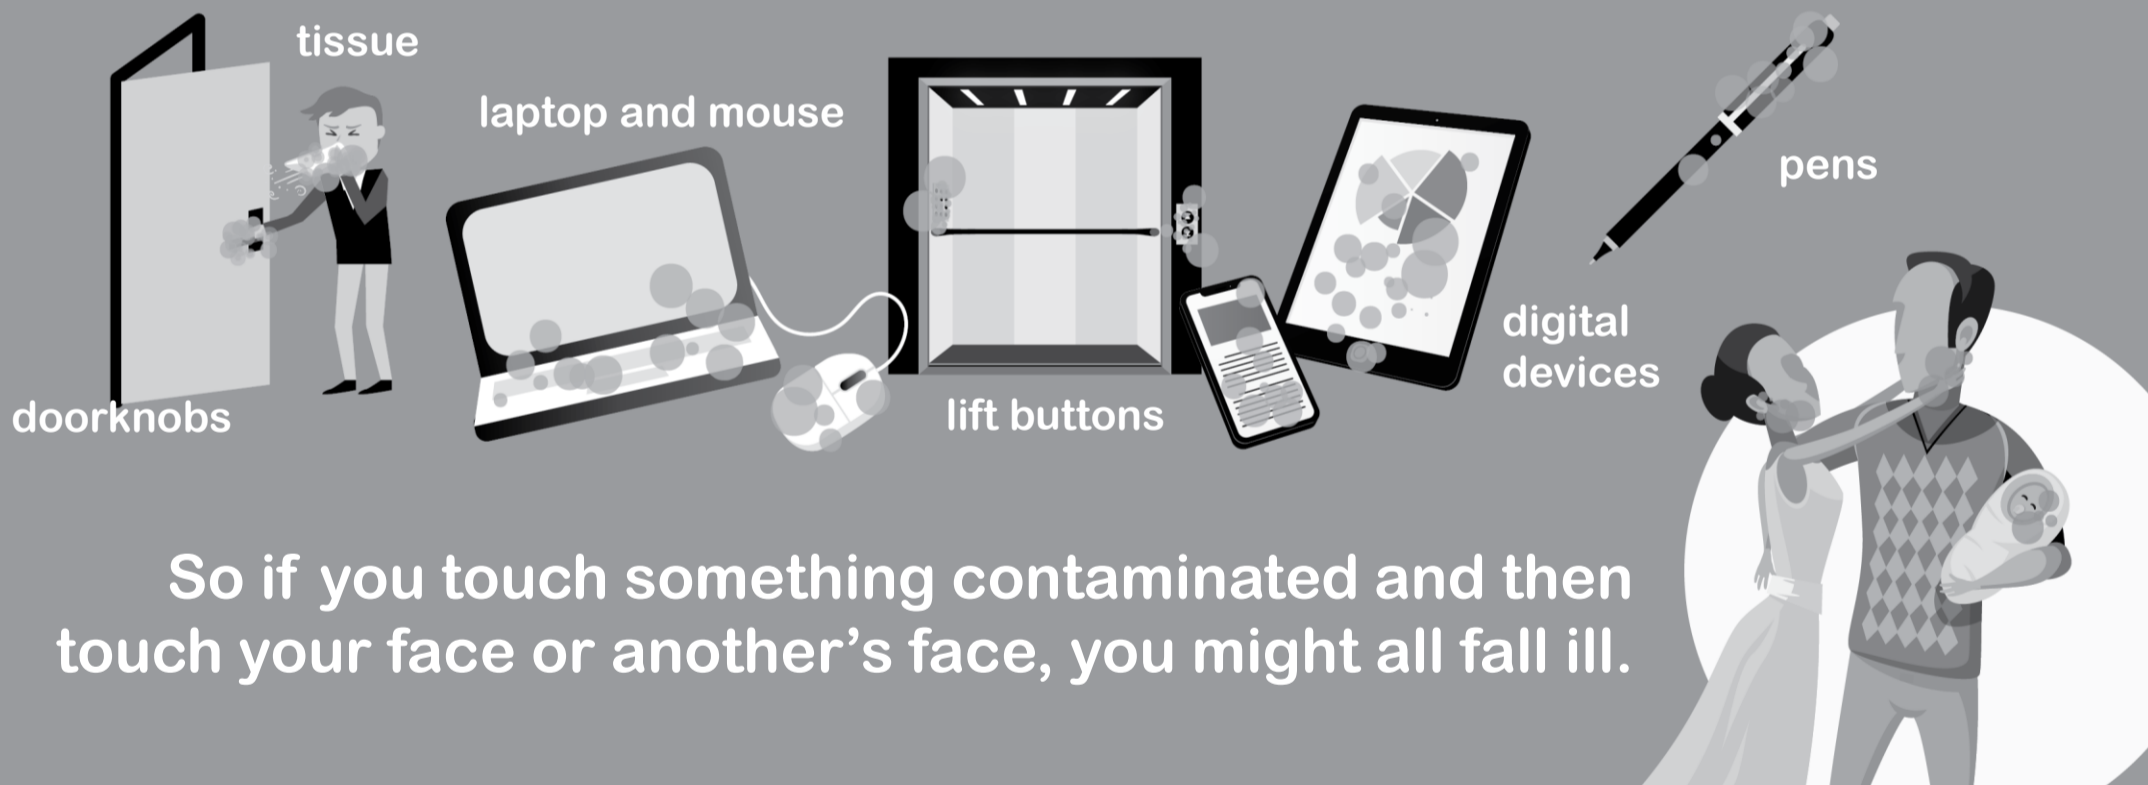 tissue
laptop and mouse
pens
digital
devices
doorknobs
lift buttons
So if you touch something contaminated and then
touch your face or another’s face, you might all fall ill.